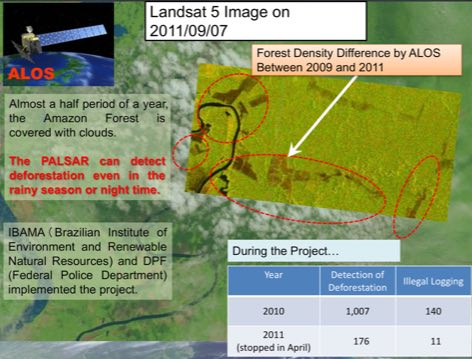 Landsat 5 Image on
2011/09/07
Forest Density Difference by ALOS
Between 2009 and 2011
ALOS
Almost a half period of a year,
the Amazon Forest is
covered with clouds.
The PALSAR can detect
deforestation even in the
rainy season or night time.
IBAMA (Brazilian Institute of
Environment and Renewable
Natural Resources) and DPF
(Federal Police Department)
implemented the project.
During the Project…
Year Detection of Deforestation Illegal Logging
2010 1,007 140
2011 (stopped in April) 176 11